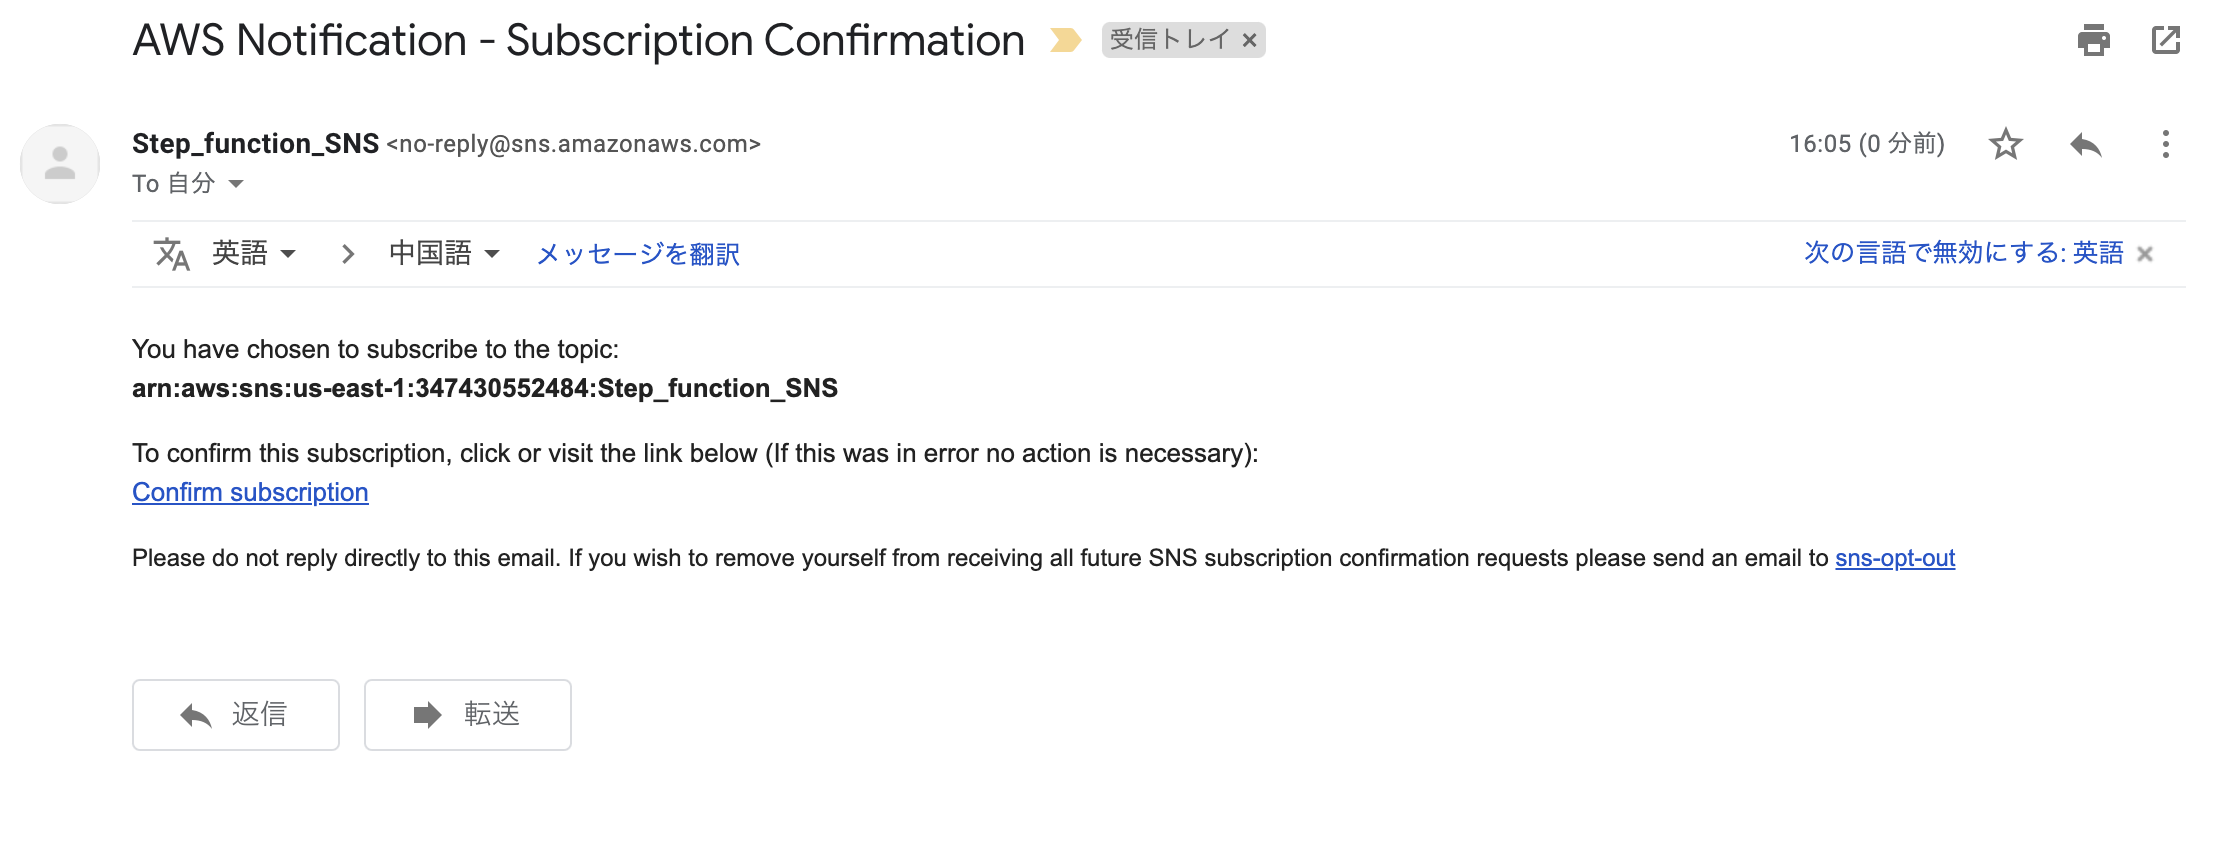 AWS Notification - Subscription Confirmation 受信トレイ ×
Step_function_SNS <no-reply@sns.amazonaws.com> 16:05 (0 分前)
To 自分
英語 > 中国語 メッセージを翻訳 次の言語で無効にする: 英語 ×
You have chosen to subscribe to the topic:
arn:aws:sns:us-east-1:347430552484:Step_function_SNS
To confirm this subscription, click or visit the link below (If this was in error no action is necessary):
Confirm subscription
Please do not reply directly to this email. If you wish to remove yourself from receiving all future SNS subscription confirmation requests please send an email to sns-opt-out
返信 転送